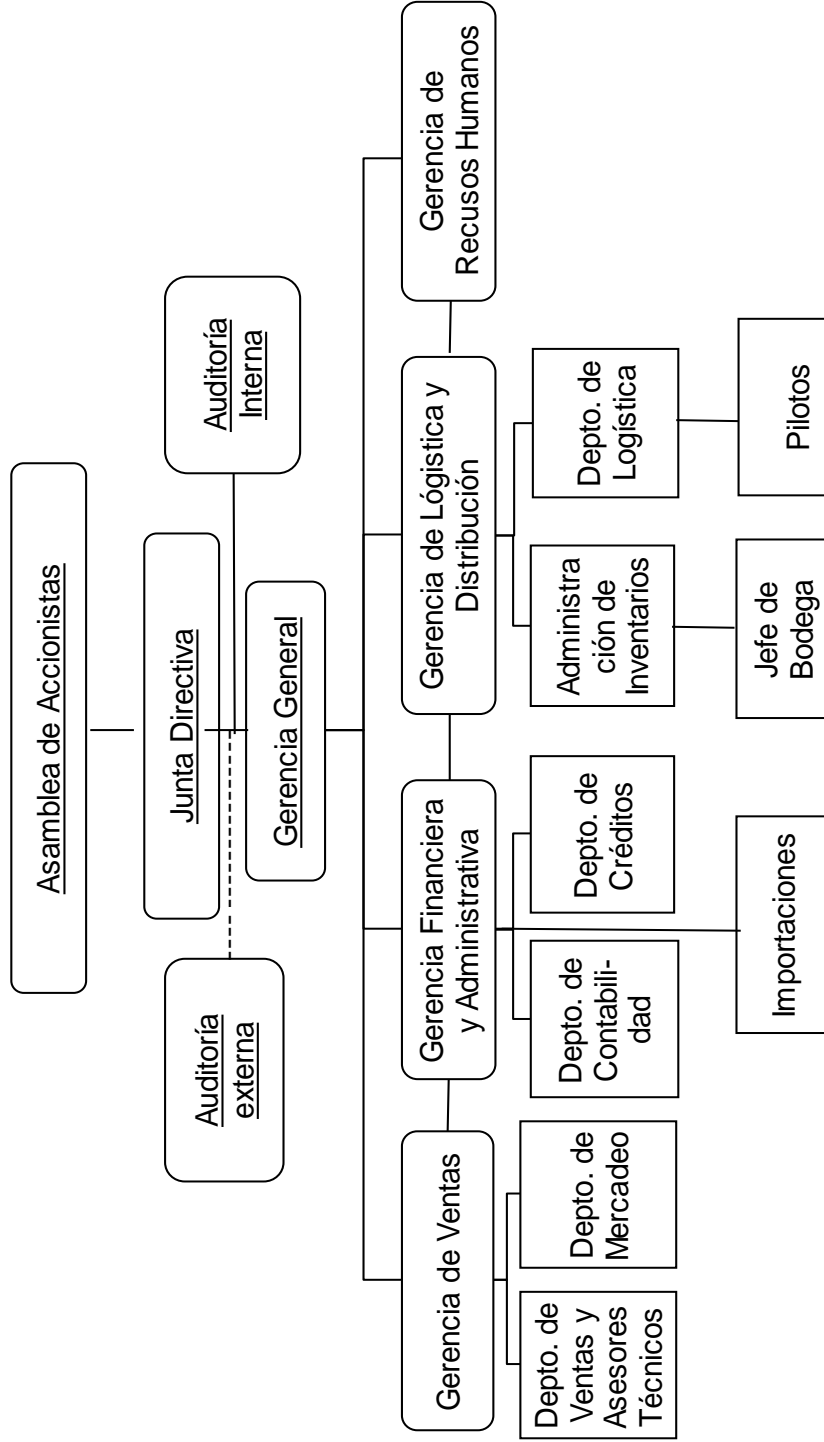 Asamblea de Accionistas
Junta Directiva
Auditoría
externa
Auditoría
Interna
Gerencia General
Gerencia de Ventas
Gerencia Financiera
y Administrativa
Gerencia de Lógistica y
Distribución
Gerencia de
Recusos Humanos
Depto. de
Ventas y
Asesores
Técnicos
Depto. de
Mercadeo
Depto. de
Contabili-
dad
Depto. de
Créditos
Administra
ción de
Inventarios
Depto. de
Logística
Importaciones
Jefe de
Bodega
Pilotos